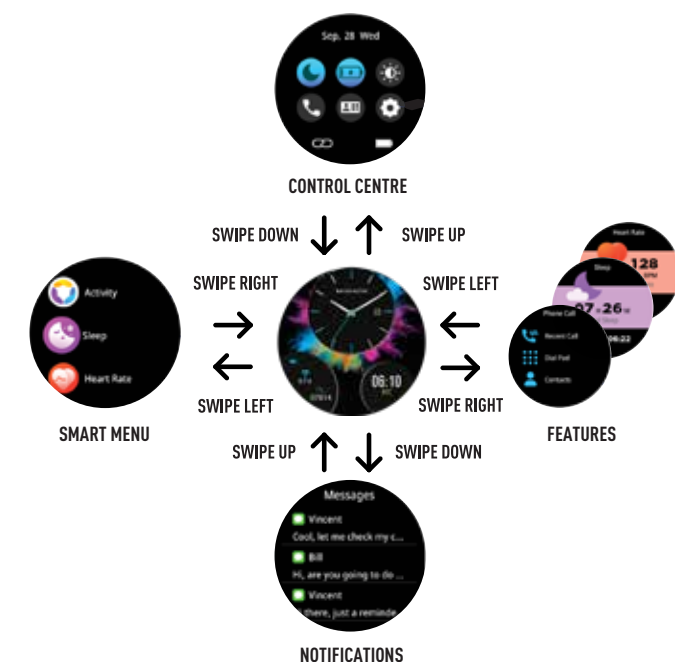 Sep. 28 Wed
CONTROL CENTRE
SWIPE DOWN
SWIPE UP
SWIPE RIGHT
SWIPE LEFT
Activity
Sleep
Heart Rate
SMART MENU
SWIPE LEFT
SWIPE RIGHT
06:10
Heart Rate
128
BPM
Sleep
07 26
Phone Call
Recent Call
Dial Pad
Contacts
06:22
FEATURES
SWIPE UP
SWIPE DOWN
Messages
Vincent
Cool, let me check my c...
Bill
Hi, are you going to do ...
Vincent
there, just a reminde
NOTIFICATIONS